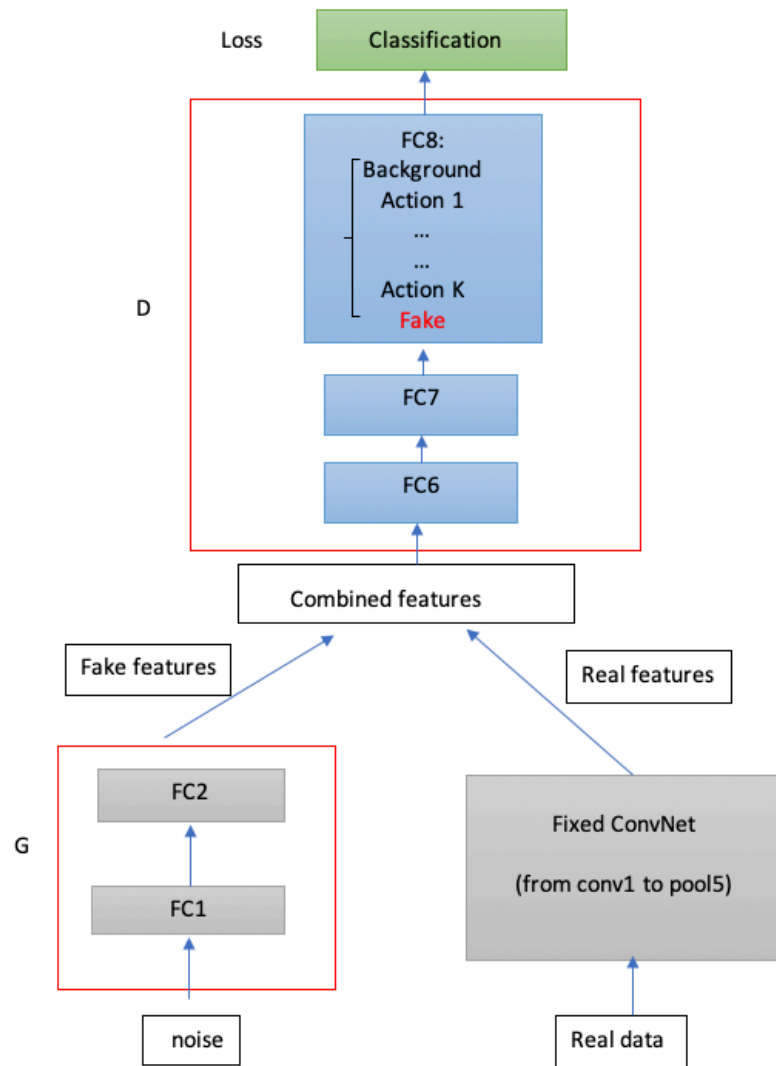 Loss
Classification
FC8:
Background
Action 1
...
...
Action K
Fake
D
FC7
FC6
Combined features
Fake features
Real features
FC2
G
FC1
Fixed ConvNet
(from conv1 to pool5)
noise
Real data